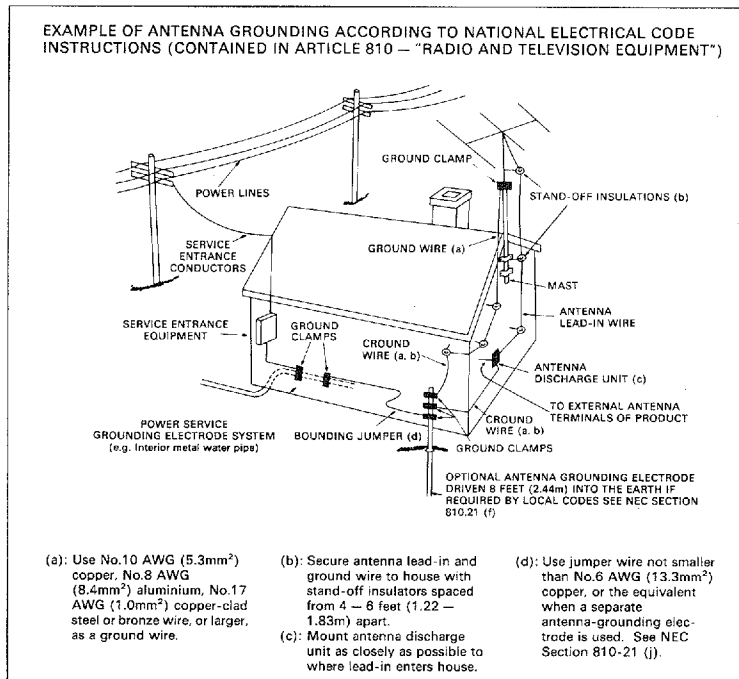 EXAMPLE OF ANTENNA GROUNDING ACCORDING TO NATIONAL ELECTRICAL CODE
INSTRUCTIONS (CONTAINED IN ARTICLE 810 — “RADIO AND TELEVISION EQUIPMENT”)
GROUND CLAMP
POWER LINES
STAND-OFF INSULATIONS (b)
SERVICE
ENTRANCE
CONDUCTORS
GROUND WIRE (a)
MAST
ANTENNA
LEAD-IN WIRE
SERVICE ENTRANCE
EQUIPMENT
GROUND
CLAMPS
CROUND
WIRE (a, b)
ANTENNA
DISCHARGE UNIT (c)
TO EXTERNAL ANTENNA
TERMINALS OF PRODUCT
POWER SERVICE
GROUNDING ELECTRODE SYSTEM
(e.g. Interior metal water pipe)
BOUNDING JUMPER (d)
CROUND
WIRE (a. b)
GROUND CLAMPS
OPTIONAL ANTENNA GROUNDING ELECTRODE
DRIVEN 8 FEET (2.44m) INTO THE EARTH IF
REQUIRED BY LOCAL CODES SEE NEC SECTION
810.21 (f)
(a): Use No.10 AWG (5.3mm²)
copper, No.8 AWG
(8.4mm²) aluminium, No.17
AWG (1.0mm²) copper-clad
steel or bronze wire, or larger,
as a ground wire.
(b): Secure antenna lead-in and
ground wire to house with
stand-off insulators spaced
from 4 — 6 feet (1.22 —
1.83m) apart.
(c): Mount antenna discharge
unit as closely as possible to
where lead-in enters house.
(d): Use jumper wire not smaller
than No.6 AWG (13.3mm²)
copper, or the equivalent
when a separate
antenna-grounding elec-
trode is used. See NEC
Section 810-21 (j).